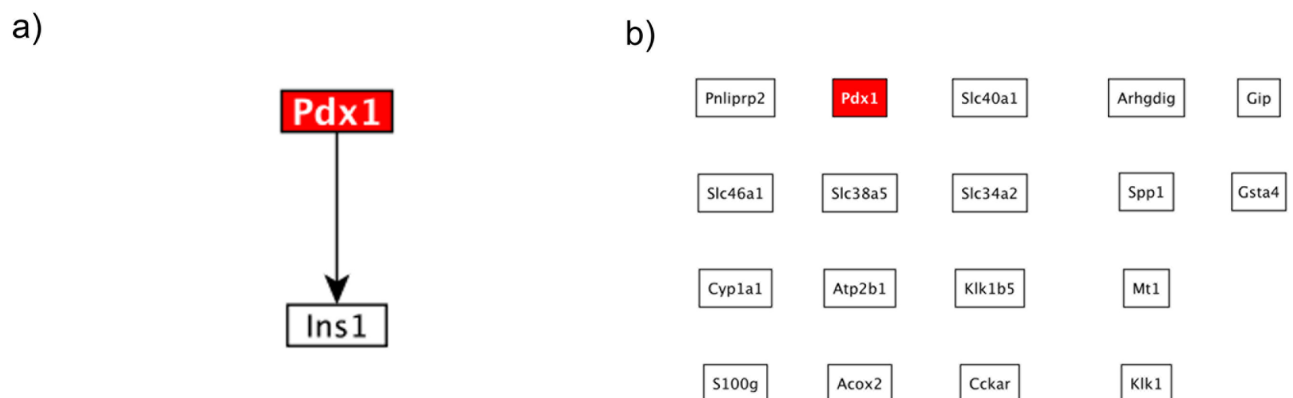 a)
Pdx1
Ins1
b)
Pnliprp2 Pdx1 Slc40a1 Arhgdig Gip
Slc46a1 Slc38a5 Slc34a2 Spp1 Gsta4
Cyp1a1 Atp2b1 Klk1b5 Mt1
S100g Acox2 Cckar Klk1